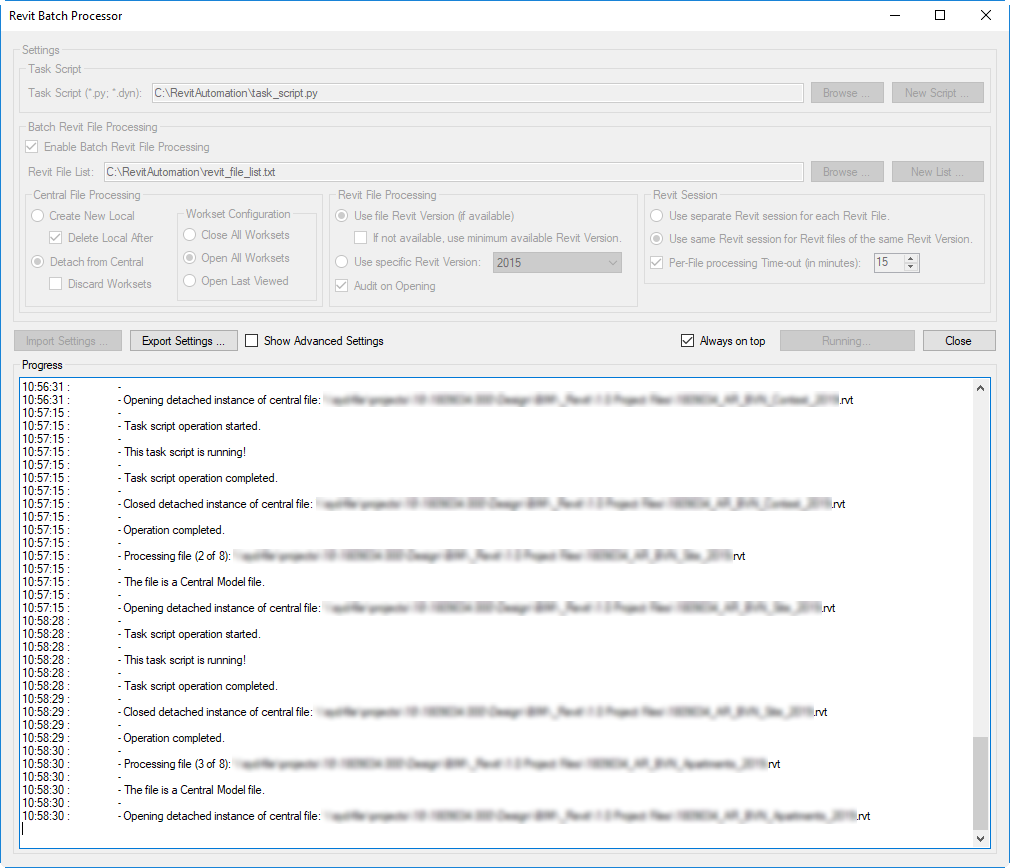 Revit Batch Processor
Settings
Task Script
Task Script (*.py; *.dyn): C:\RevitAutomation\task_script.py Browse ... New Script ...
Batch Revit File Processing
Enable Batch Revit File Processing
Revit File List: C:\RevitAutomation\revit_file_list.txt Browse ... New List ...
Central File Processing
Create New Local
Delete Local After
Detach from Central
Discard Worksets
Workset Configuration
Close All Worksets
Open All Worksets
Open Last Viewed
Revit File Processing
Use file Revit Version (if available)
If not available, use minimum available Revit Version.
Use specific Revit Version: 2015
Audit on Opening
Revit Session
Use separate Revit session for each Revit File.
Use same Revit session for Revit files of the same Revit Version.
Per-File processing Time-out (in minutes): 15
Import Settings ... Export Settings ... Show Advanced Settings Always on top Running... Close
Progress
10:56:31 : -
10:56:31 : - Opening detached instance of central file: .rvt
10:57:15 : -
10:57:15 : - Task script operation started.
10:57:15 : -
10:57:15 : - This task script is running!
10:57:15 : -
10:57:15 : - Task script operation completed.
10:57:15 : -
10:57:15 : - Closed detached instance of central file: .rvt
10:57:15 : -
10:57:15 : - Operation completed.
10:57:15 : -
10:57:15 : - Processing file (2 of 8): .rvt
10:57:15 : -
10:57:15 : - The file is a Central Model file.
10:57:15 : -
10:57:15 : - Opening detached instance of central file: .rvt
10:58:28 : -
10:58:28 : - Task script operation started.
10:58:28 : -
10:58:28 : - This task script is running!
10:58:28 : -
10:58:28 : - Task script operation completed.
10:58:29 : -
10:58:29 : - Closed detached instance of central file: .rvt
10:58:29 : -
10:58:29 : - Operation completed.
10:58:30 : -
10:58:30 : - Processing file (3 of 8): .rvt
10:58:30 : -
10:58:30 : - The file is a Central Model file.
10:58:30 : -
10:58:30 : - Opening detached instance of central file: .rvt